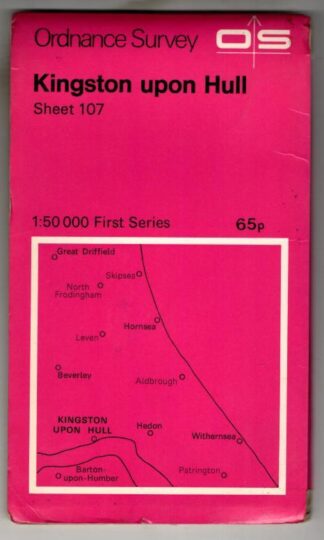 Ordnance Survey OS
Kingston upon Hull
Sheet 107
1:50 000 First Series 65p
Great Driffield
Skipsea
North
Frodingham
Hornsea
Leven
Beverley
Aldbrough
KINGSTON
UPON HULL
Hedon
Withernsea
Barton-
upon-Humber
Patrington